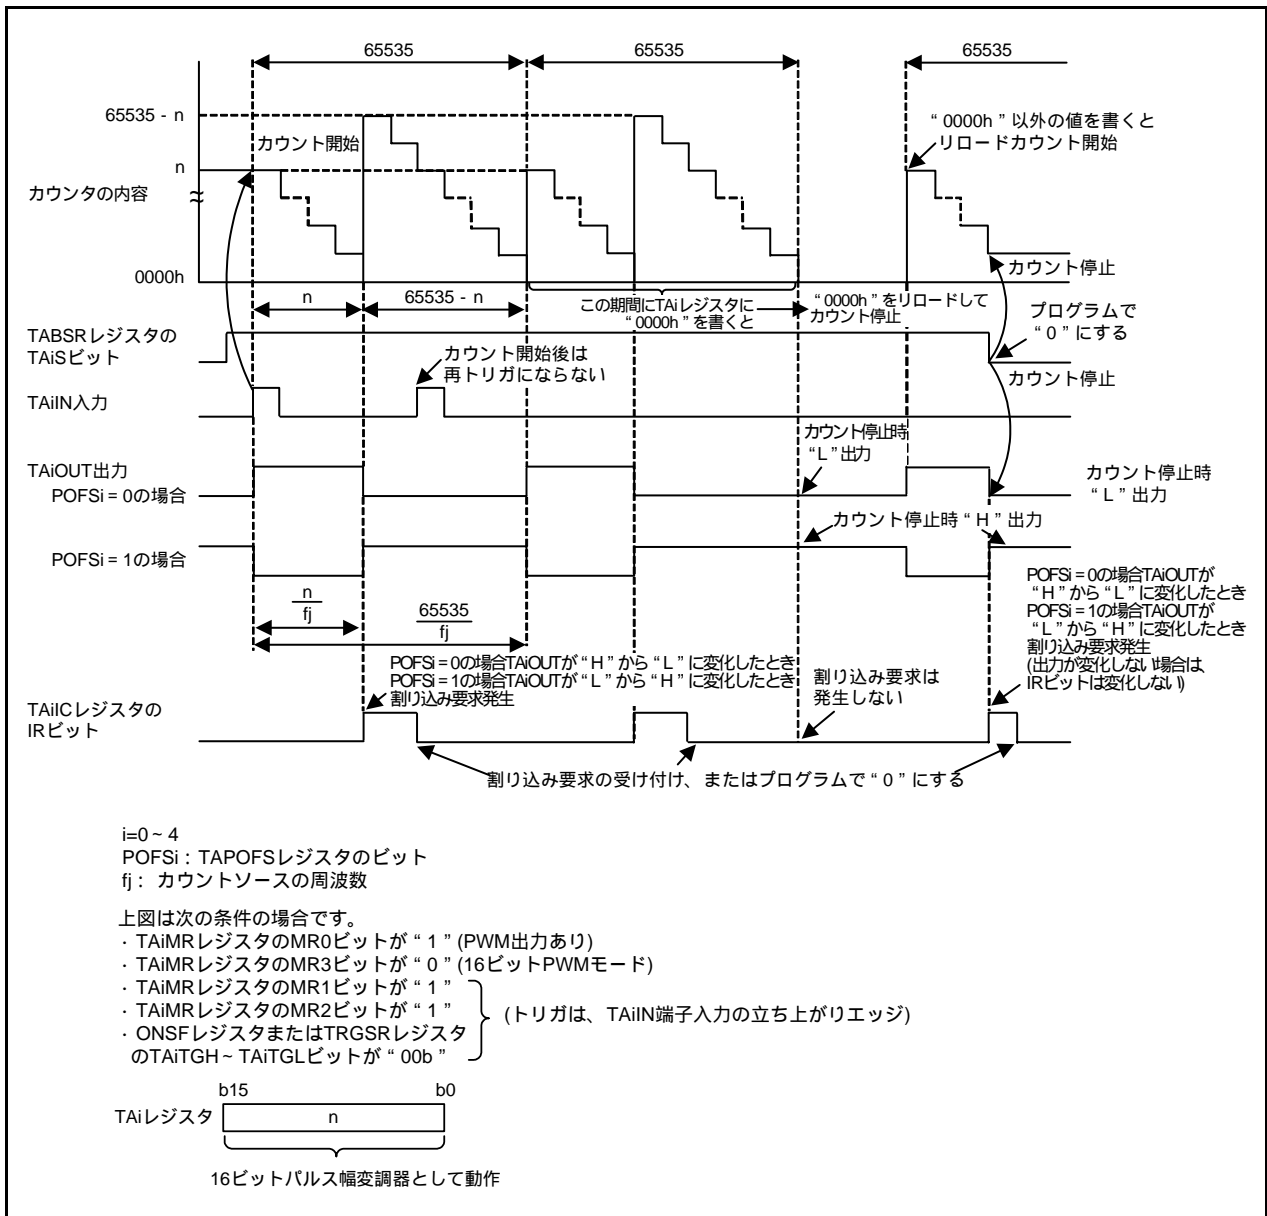 65535
65535
65535
65535 - n
n
カウンタの内容
≈
0000h
カウント開始
“ 0000h ” 以外の値を書くと
リロードカウント開始
カウント停止
n
65535 - n
この期間にTAiレジスタに
“ 0000h ” を書くと
“ 0000h ” をリロードして
カウント停止
プログラムで
“ 0 ” にする
TABSRレジスタの
TAiSビット
カウント開始後は
再トリガにならない
カウント停止
TAiIN入力
カウント停止時
“ L ” 出力
TAiOUT出力
POFSi = 0の場合
カウント停止時
“ L ” 出力
カウント停止時 “ H ” 出力
POFSi = 1の場合
n
fj
65535
fj
POFSi = 0の場合TAiOUTが
“ H ” から “ L ” に変化したとき
POFSi = 1の場合TAiOUTが
“ L ” から “ H ” に変化したとき
割り込み要求発生
(出力が変化しない場合は、
IRビットは変化しない)
POFSi = 0の場合TAiOUTが “ H ” から “ L ” に変化したとき
POFSi = 1の場合TAiOUTが “ L ” から “ H ” に変化したとき
割り込み要求発生
割り込み要求は
発生しない
TAiICレジスタの
IRビット
割り込み要求の受け付け、またはプログラムで “ 0 ” にする
i=0 ~ 4
POFSi : TAPOFSレジスタのビット
fj : カウントソースの周波数
上図は次の条件の場合です。
・ TAiMRレジスタのMR0ビットが “ 1 ” (PWM出力あり)
・ TAiMRレジスタのMR3ビットが “ 0 ” (16ビットPWMモード)
・ TAiMRレジスタのMR1ビットが “ 1 ”
・ TAiMRレジスタのMR2ビットが “ 1 ”
・ ONSFレジスタまたはTRGSRレジスタ
のTAiTGH ~ TAiTGLビットが “ 00b ”
(トリガは、TAiIN端子入力の立ち上がりエッジ)
b15
b0
TAiレジスタ
n
16ビットパルス幅変調器として動作